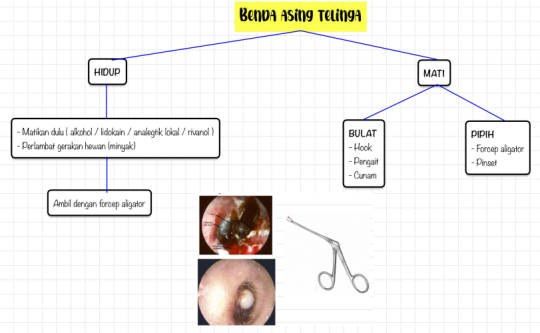 Benda asing telinga
HIDUP
MATI
- Matikan dulu ( alkohol / lidokain / analegtik lokal / rivanol )
- Perlambat gerakan hewan (minyak)
BULAT
- Hook
- Pengait
- Cunam
PIPIH
- Forcep aligator
- Pinset
Ambil dengan forcep aligator